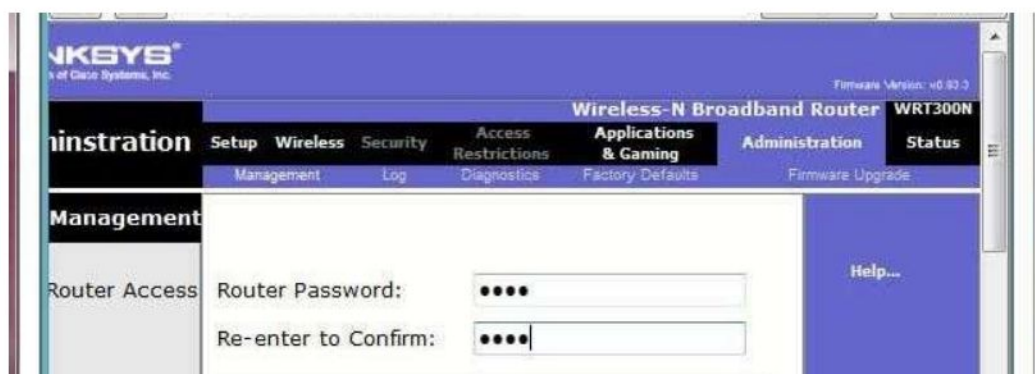 NKSYS®
of Cisco Systems, Inc.
Firmware Version: v0.93.3
Wireless-N Broadband Router WRT300N
ninstration
Setup Wireless Security Access Restrictions Applications & Gaming Administration Status
Management Log Diagnostics Factory Defaults Firmware Upgrade
Management
Help...
Router Access Router Password: ••••
Re-enter to Confirm: ••••